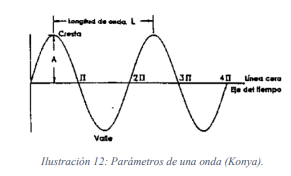 Longitud de onda, L
Cresta
A
π 2π 3π 4π Línea cero
Eje del tiempo
Valle
Ilustración 12: Parámetros de una onda (Konya).